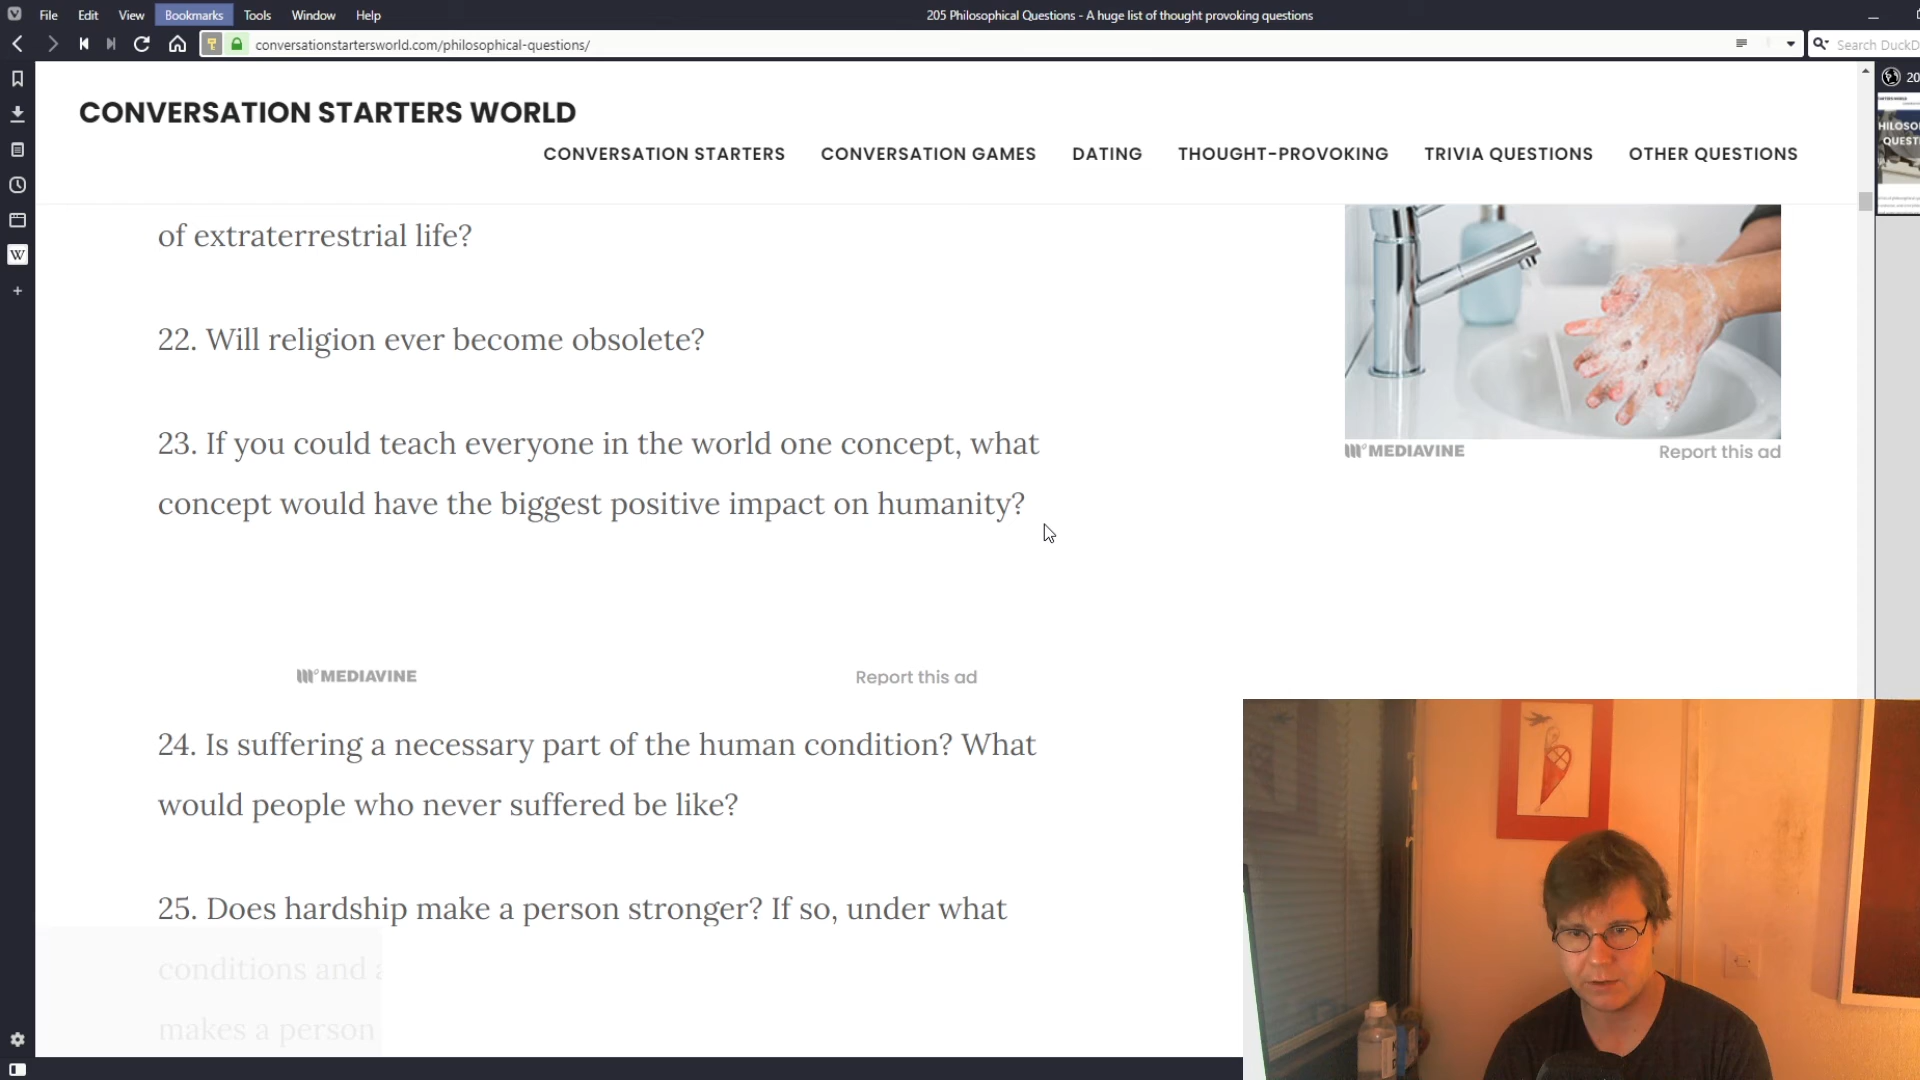 File Edit View Bookmarks Tools Window Help
205 Philosophical Questions - A huge list of thought provoking questions
conversationstartersworld.com/philosophical-questions/
Search DuckD
CONVERSATION STARTERS WORLD
20
CONVERSATION STARTERS CONVERSATION GAMES DATING THOUGHT-PROVOKING TRIVIA QUESTIONS OTHER QUESTIONS
HILOSO
QUEST
W
of extraterrestrial life?
22. Will religion ever become obsolete?
23. If you could teach everyone in the world one concept, what
concept would have the biggest positive impact on humanity?
MEDIAVINE Report this ad
MEDIAVINE Report this ad
24. Is suffering a necessary part of the human condition? What
would people who never suffered be like?
25. Does hardship make a person stronger? If so, under what
conditions and a
makes a person